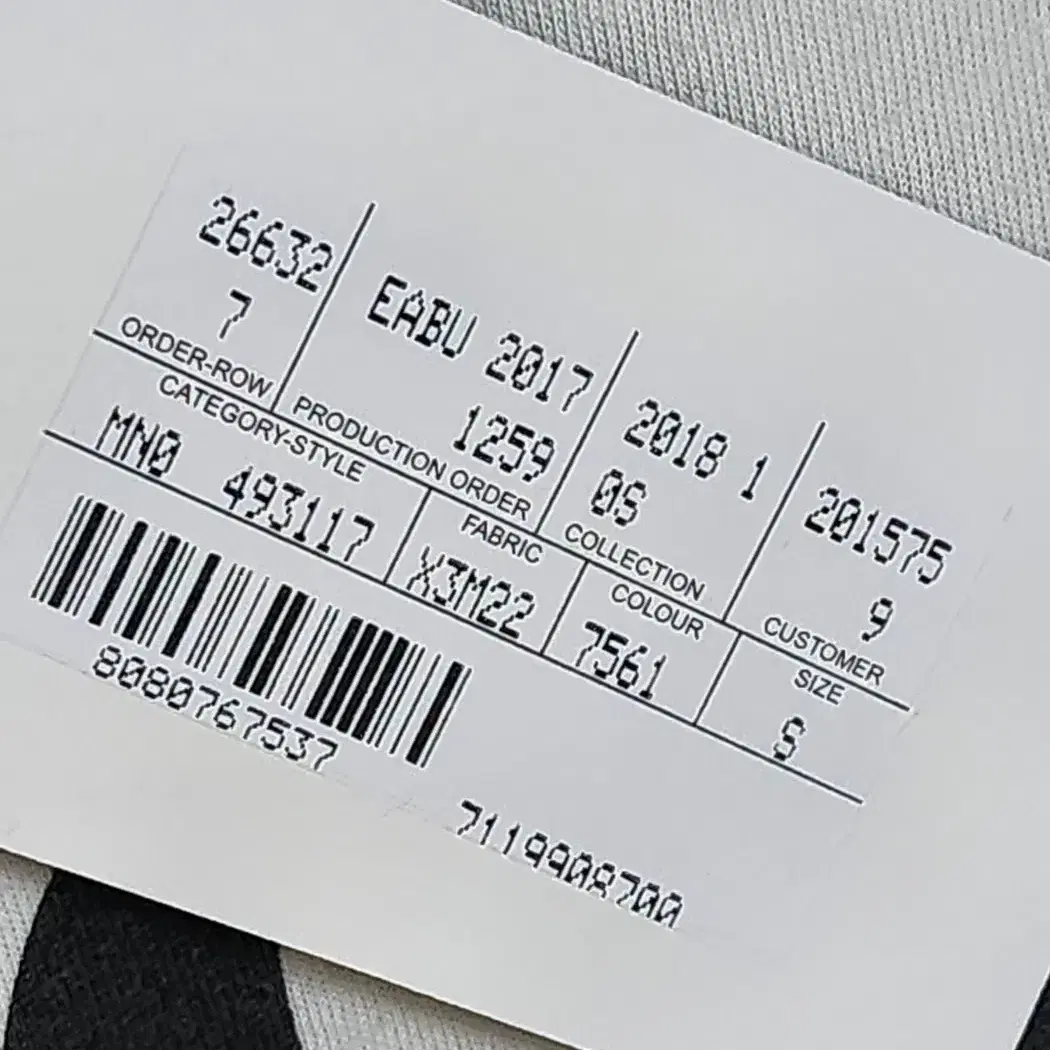 26632 EABU 2017 2018 1 201575
7 1259 0S 9
ORDER-ROW PRODUCTION ORDER COLLECTION CUSTOMER
CATEGORY-STYLE FABRIC COLOUR SIZE
MN0 493117 X3M22 7561 S
8080767537
7119908700